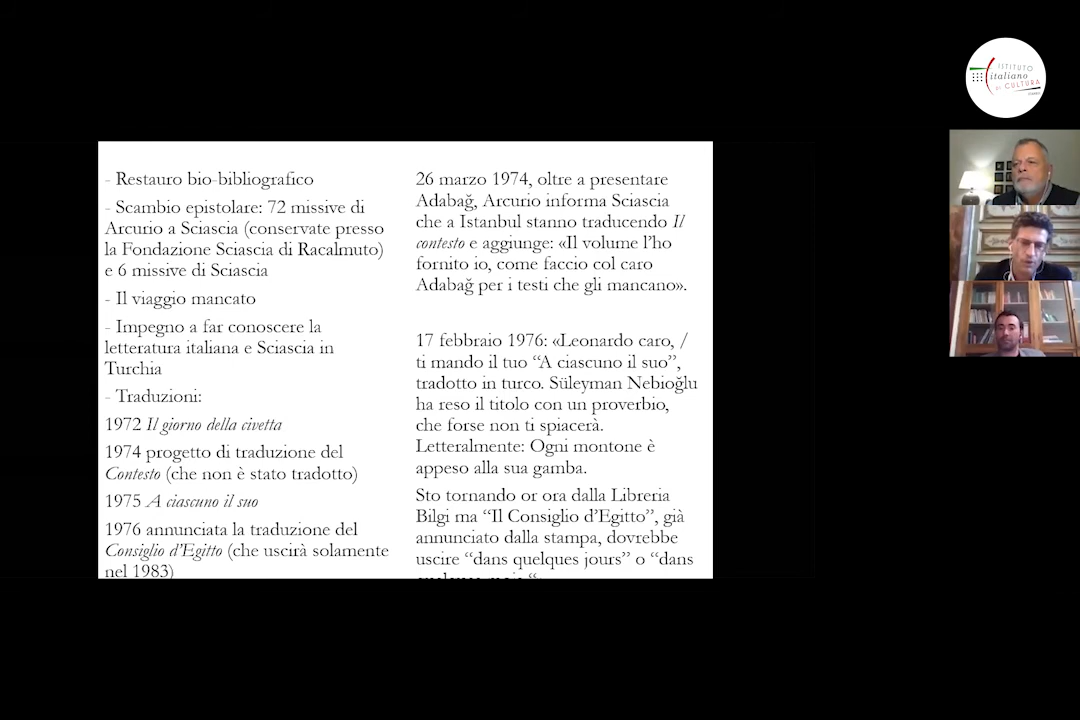 ISTITUTO
italiano
DI CULTURA
- Restauro bio-bibliografico
- Scambio epistolare: 72 missive di
Arcurio a Sciascia (conservate presso
la Fondazione Sciascia di Racalmuto)
e 6 missive di Sciascia
- Il viaggio mancato
- Impegno a far conoscere la
letteratura italiana e Sciascia in
Turchia
- Traduzioni:
1972 Il giorno della civetta
1974 progetto di traduzione del
Contesto (che non è stato tradotto)
1975 A ciascuno il suo
1976 annunciata la traduzione del
Consiglio d'Egitto (che uscirà solamente
nel 1983)
26 marzo 1974, oltre a presentare
Adabağ, Arcurio informa Sciascia
che a Istanbul stanno traducendo Il
contesto e aggiunge: «Il volume l'ho
fornito io, come faccio col caro
Adabağ per i testi che gli mancano».
17 febbraio 1976: «Leonardo caro, /
ti mando il tuo “A ciascuno il suo”,
tradotto in turco. Süleyman Nebioğlu
ha reso il titolo con un proverbio,
che forse non ti spiacerà.
Letteralmente: Ogni montone è
appeso alla sua gamba.
Sto tornando or ora dalla Libreria
Bilgi ma “Il Consiglio d'Egitto”, già
annunciato dalla stampa, dovrebbe
uscire “dans quelques jours” o “dans